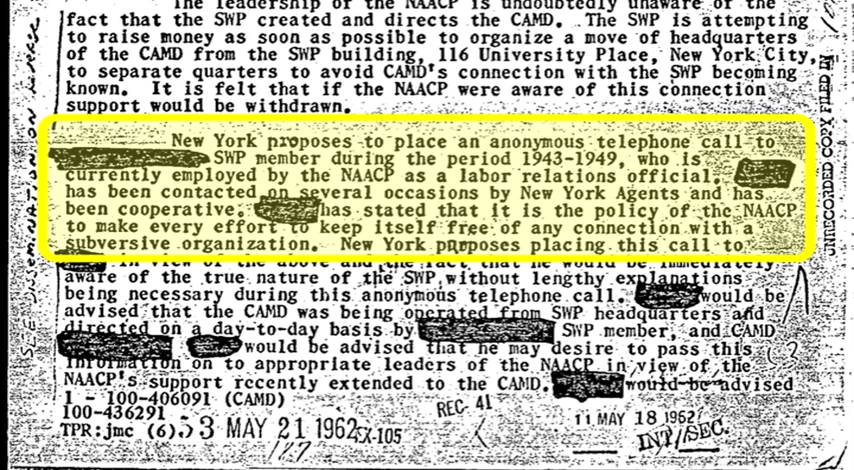 The leadership of the NAACP is undoubtedly unaware of the
fact that the SWP created and directs the CAMD. The SWP is attempting
to raise money as soon as possible to organize a move of headquarters
of the CAMD from the SWP building, 116 University Place, New York City,
to separate quarters to avoid CAMD's connection with the SWP becoming
known. It is felt that if the NAACP were aware of this connection
support would be withdrawn.
New York proposes to place an anonymous telephone call to
SWP member during the period 1943-1949, who is
currently employed by the NAACP as a labor relations official.
has been contacted on several occasions by New York Agents and has
been cooperative. has stated that it is the policy of the NAACP
to make every effort to keep itself free of any connection with a
subversive organization. New York proposes placing this call to
in view of the above and the fact that he would be immediately
aware of the true nature of the SWP without lengthy explanations
being necessary during this anonymous telephone call. would be
advised that the CAMD was being operated from SWP headquarters and
directed on a day-to-day basis by SWP member, and CAMD
would be advised that he may desire to pass this
information on to appropriate leaders of the NAACP in view of the
NAACP's support recently extended to the CAMD. would be advised
1 - 100-406091 (CAMD)
100-436291
TPR:jmc (6)
REC- 41
53 MAY 21 1962
EX-105
11 MAY 18 1962
INT/SEC.
UNRECORDED COPY FILED IN